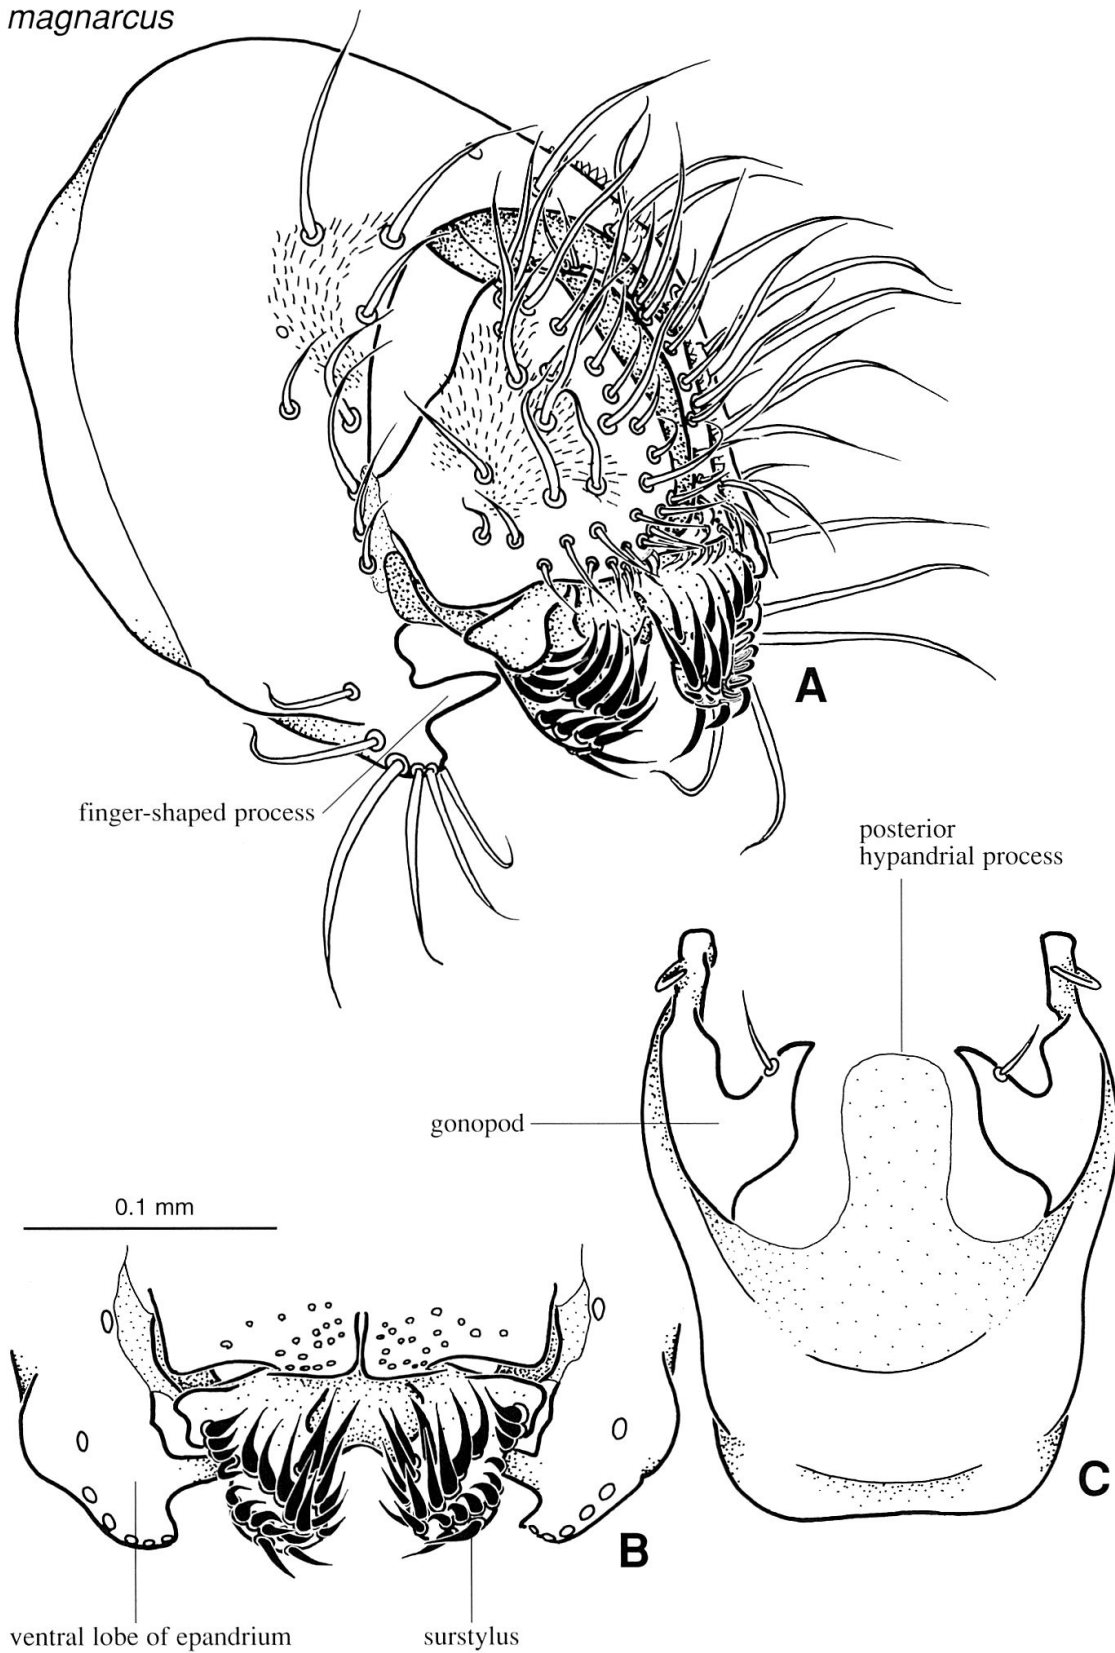 magnarcus
A
finger-shaped process
posterior
hypandrial process
gonopod
0.1 mm
C
B
ventral lobe of epandrium
surstylus